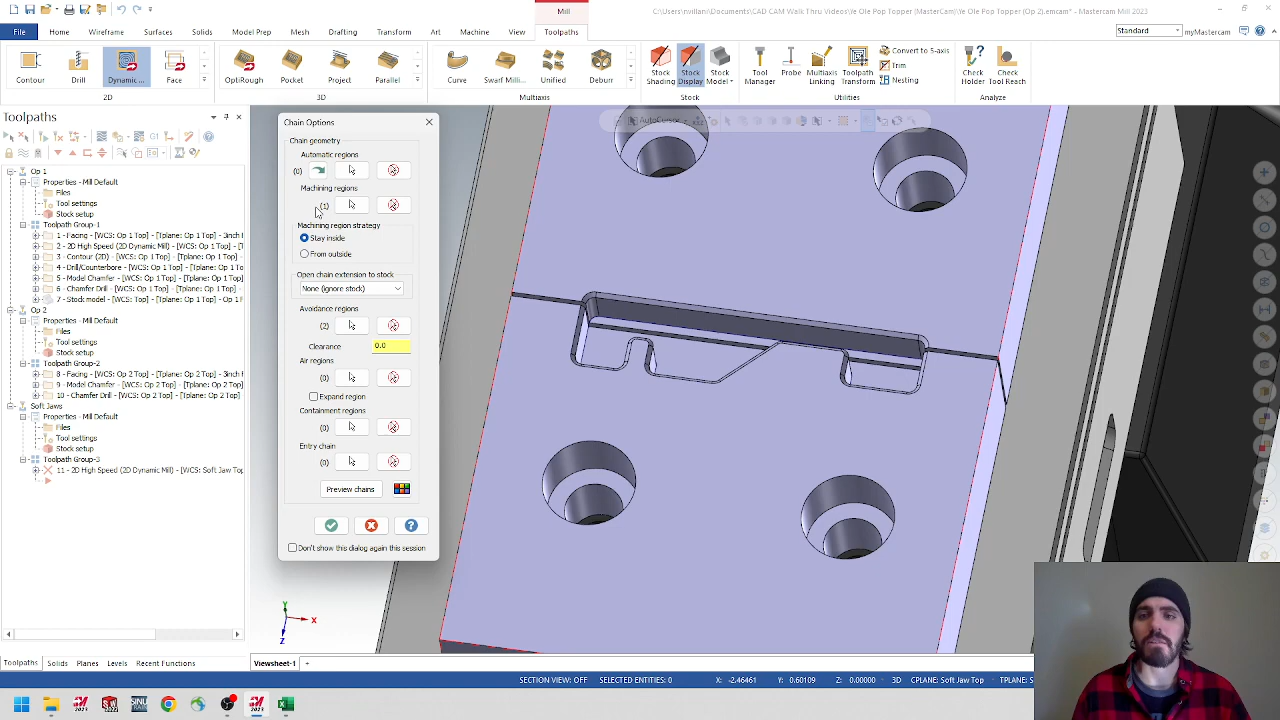 Mill
C:\Users\nvillani\Documents\CAD CAM Walk Thru Videos\Ye Ole Pop Topper (MasterCam)\Ye Ole Pop Topper (Op 2).emcam* - Mastercam Mill 2023
File Home Wireframe Surfaces Solids Model Prep Mesh Drafting Transform Art Machine View Toolpaths
Standard myMastercam
Contour Drill Dynamic ... Face OptiRough Pocket Project Parallel Curve Swarf Milli... Unified Deburr Stock Shading Stock Display Stock Model Tool Manager Probe Multiaxis Linking Toolpath Transform Convert to 5-axis Trim Nesting Check Holder Check Tool Reach
2D 3D Multiaxis Stock Utilities Analyze
Toolpaths
Op 1
Properties - Mill Default
Files
Tool settings
Stock setup
Toolpath Group-1
1 - Facing - [WCS: Op 1 Top] - [Tplane: Op 1 Top] - 3inch
2 - 2D High Speed (2D Dynamic Mill) - [WCS: Op 1 Top]
3 - Contour (2D) - [WCS: Op 1 Top] - [Tplane: Op 1 Top]
4 - Drill/Counterbore - [WCS: Op 1 Top] - [Tplane: Op
5 - Model Chamfer - [WCS: Op 1 Top] - [Tplane: Op 1
6 - Model Chamfer - [WCS: Op 1 Top] - [Tplane: Op 1
7 - Stock model - [WCS: Op 1 Top] - [Tplane: Op 1
Op 2
Properties - Mill Default
Files
Tool settings
Stock setup
Toolpath Group-2
8 - Facing - [WCS: Op 2 Top] - [Tplane: Op 2 Top] -
9 - Model Chamfer - [WCS: Op 2 Top] - [Tplane: Op 2
10 - Chamfer Drill - [WCS: Op 2 Top] - [Tplane: Op 2
Soft Jaws
Properties - Mill Default
Files
Tool settings
Stock setup
Toolpath Group-3
11 - 2D High Speed (2D Dynamic Mill) - [WCS: Soft Jaw Top
Chain Options
Chain geometry
Automatic regions
(0)
Machining regions
(1)
Machining region strategy
Stay inside
From outside
Open chain extension to stock
None (ignore stock)
Avoidance regions
(2)
Clearance 0.0
Air regions
(0)
Expand region
Containment regions
(0)
Entry chain
(0)
Preview chains
Don't show this dialog again this session
AutoCursor
Y
X
Z
Toolpaths Solids Planes Levels Recent Functions Viewsheet-1 +
SECTION VIEW: OFF SELECTED ENTITIES: 0 X: -2.46461 Y: 0.60109 Z: 0.00000 3D CPLANE: Soft Jaw Top TPLANE: S
2023 SINU 2023